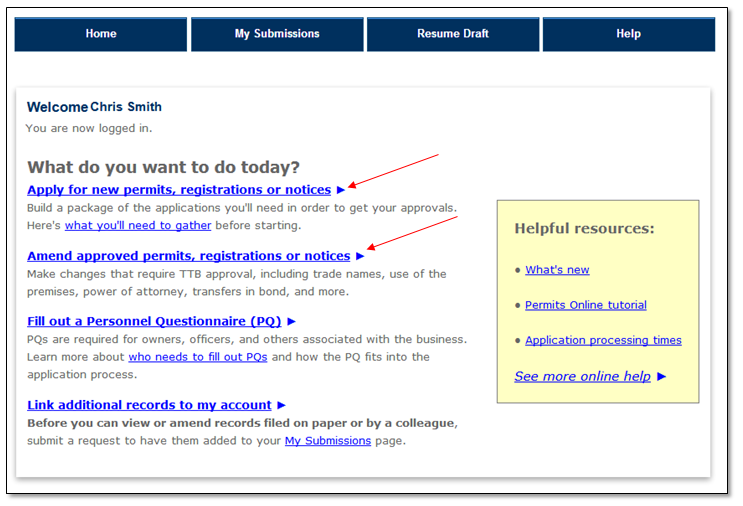 Home My Submissions Resume Draft Help
Welcome Chris Smith
You are now logged in.
What do you want to do today?
Apply for new permits, registrations or notices ►
Build a package of the applications you'll need in order to get your approvals.
Here's what you'll need to gather before starting.
Amend approved permits, registrations or notices ►
Make changes that require TTB approval, including trade names, use of the
premises, power of attorney, transfers in bond, and more.
Fill out a Personnel Questionnaire (PQ) ►
PQs are required for owners, officers, and others associated with the business.
Learn more about who needs to fill out PQs and how the PQ fits into the
application process.
Link additional records to my account ►
Before you can view or amend records filed on paper or by a colleague,
submit a request to have them added to your My Submissions page.
Helpful resources:
• What's new
• Permits Online tutorial
• Application processing times
See more online help ►